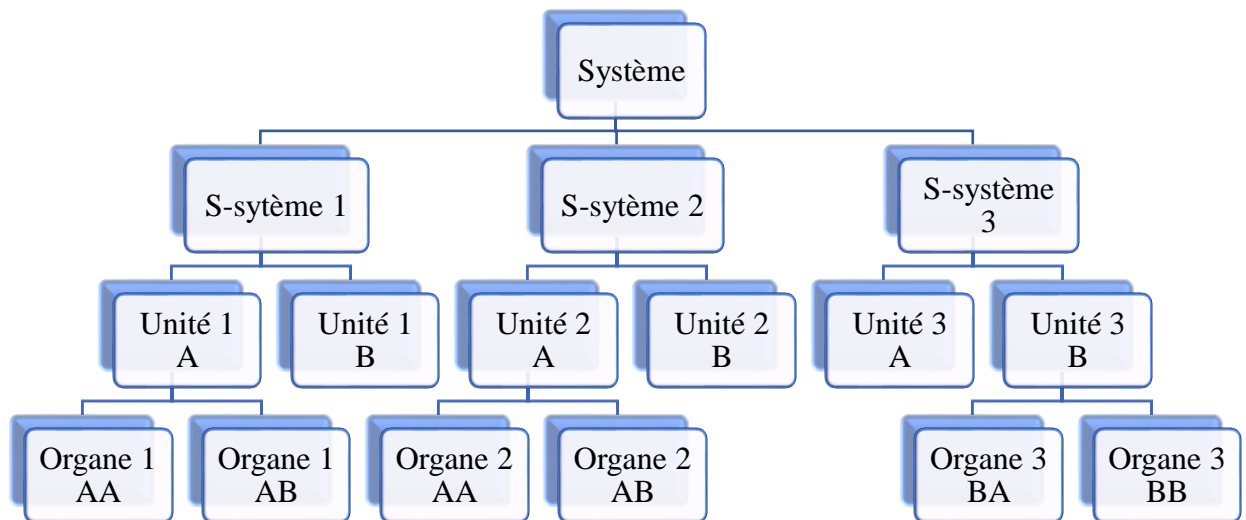 Système
S-sytème 1
S-sytème 2
S-système
3
Unité 1
A
Unité 1
B
Unité 2
A
Unité 2
B
Unité 3
A
Unité 3
B
Organe 1
AA
Organe 1
AB
Organe 2
AA
Organe 2
AB
Organe 3
BA
Organe 3
BB